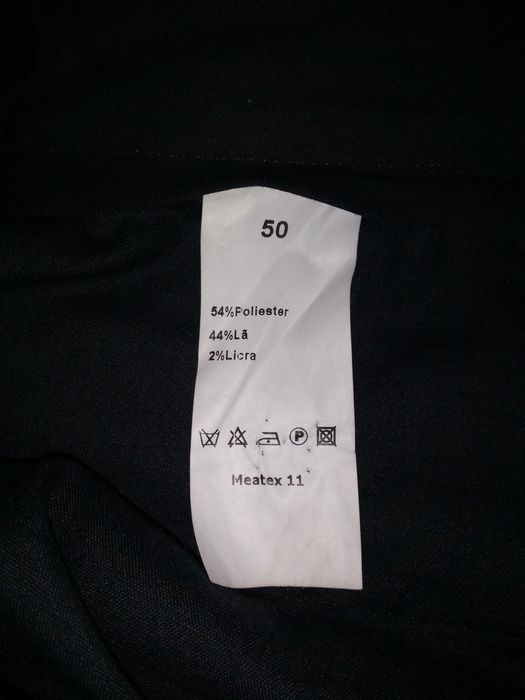 50
54%Poliester
44%Lã
2%Licra
P
Meatex 11